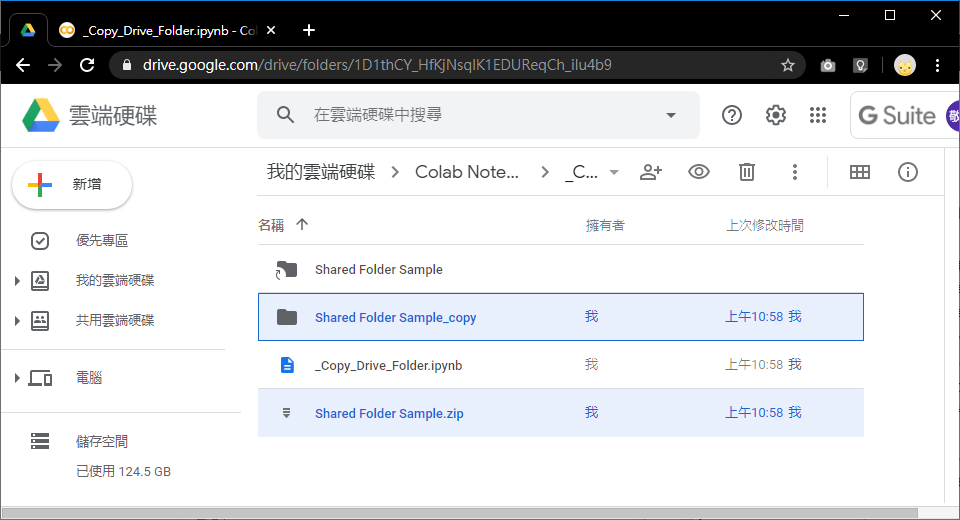 _Copy_Drive_Folder.ipynb - Col
drive.google.com/drive/folders/1D1thCY_HfKjNsqIK1EDUReqCh_ilu4b9
雲端硬碟
在雲端硬碟中搜尋
G Suite
敬
新增
我的雲端硬碟 Colab Note... _C...
優先專區
我的雲端硬碟
共用雲端硬碟
電腦
儲存空間
已使用 124.5 GB
名稱 擁有者 上次修改時間
Shared Folder Sample
Shared Folder Sample_copy 我 上午10:58 我
_Copy_Drive_Folder.ipynb 我 上午10:58 我
Shared Folder Sample.zip 我 上午10:58 我